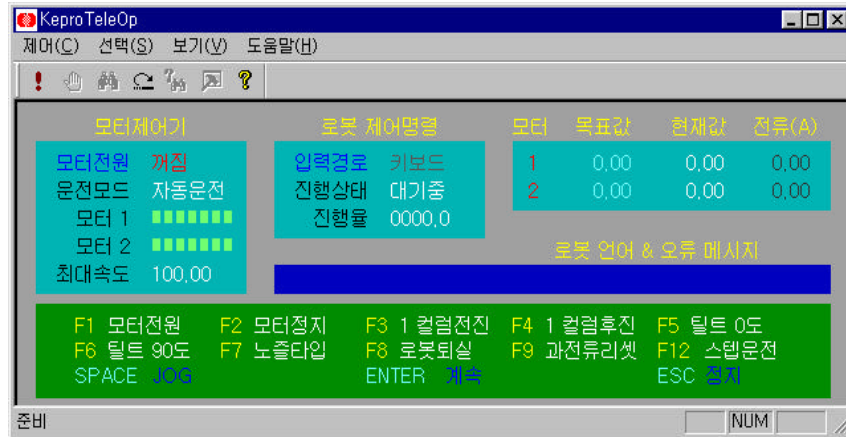 KeproTeleOp
제어(C) 선택(S) 보기(V) 도움말(H)
모터제어기 로봇 제어명령 모터 목표값 현재값 전류(A)
모터전원 꺼짐 입력경로 키보드 1 0,00 0,00 0,00
운전모드 자동운전 진행상태 대기중 2 0,00 0,00 0,00
모터 1 진행율 0000,0
모터 2 로봇 언어 & 오류 메시지
최대속도 100,00
F1 모터전원 F2 모터정지 F3 1 컬럼전진 F4 1 컬럼후진 F5 틸트 0도
F6 틸트 90도 F7 노즐타입 F8 로봇퇴실 F9 과전류리셋 F12 스텝운전
SPACE JOG ENTER 계속 ESC 정지
준비 NUM